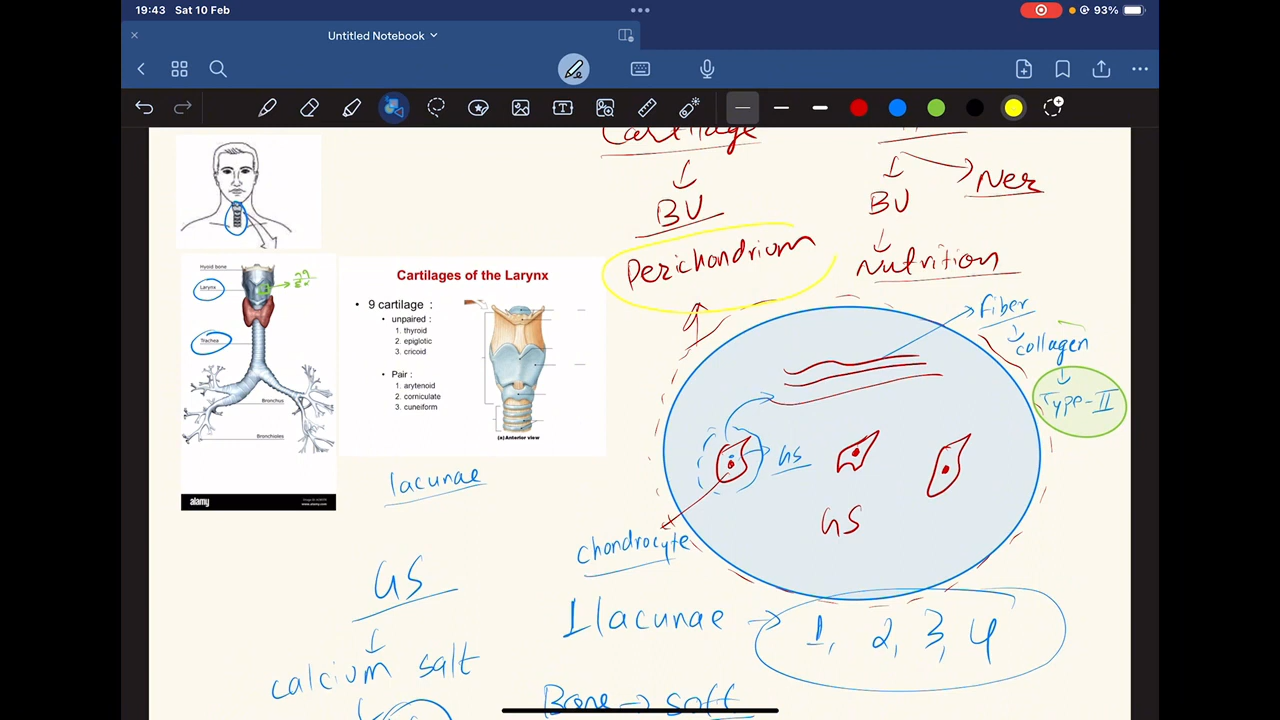 19:43 Sat 10 Feb
93%
Untitled Notebook
Cartilage
BV
BV
Ner
Perichondrium
Nutrition
Hyoid bone
Larynx
Trachea
Bronchus
Bronchioles
alamy
Cartilages of the Larynx
• 9 cartilage :
• unpaired :
1. thyroid
2. epiglotic
3. cricoid
• Pair :
1. arytenoid
2. corniculate
3. cuneiform
(a) Anterior view
fiber
collagen
Type-II
GS
GS
lacunae
chondrocyte
GS
1 lacunae → 1, 2, 3, 4
calcium salt
Bone → soft